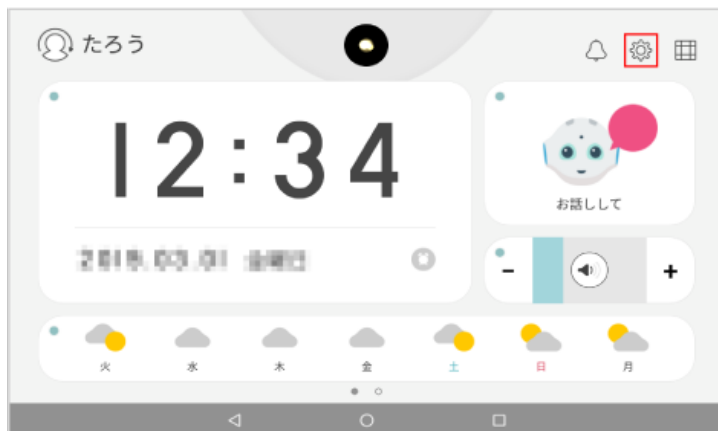 たろう
12:34
お話しして
- +
火 水 木 金 土 日 月